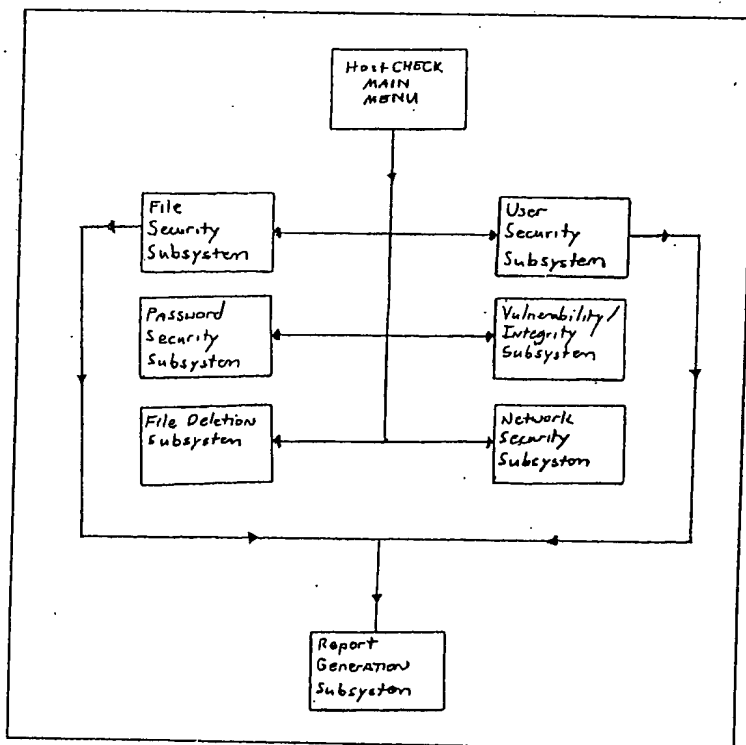 HostCHECK
MAIN
MENU
File
Security
Subsystem
User
Security
Subsystem
PAssword
Security
Subsystem
Vulnerability/
Integrity
Subsystem
File Deletion
Subsystem
Network
Security
Subsystem
Report
Generation
Subsystem